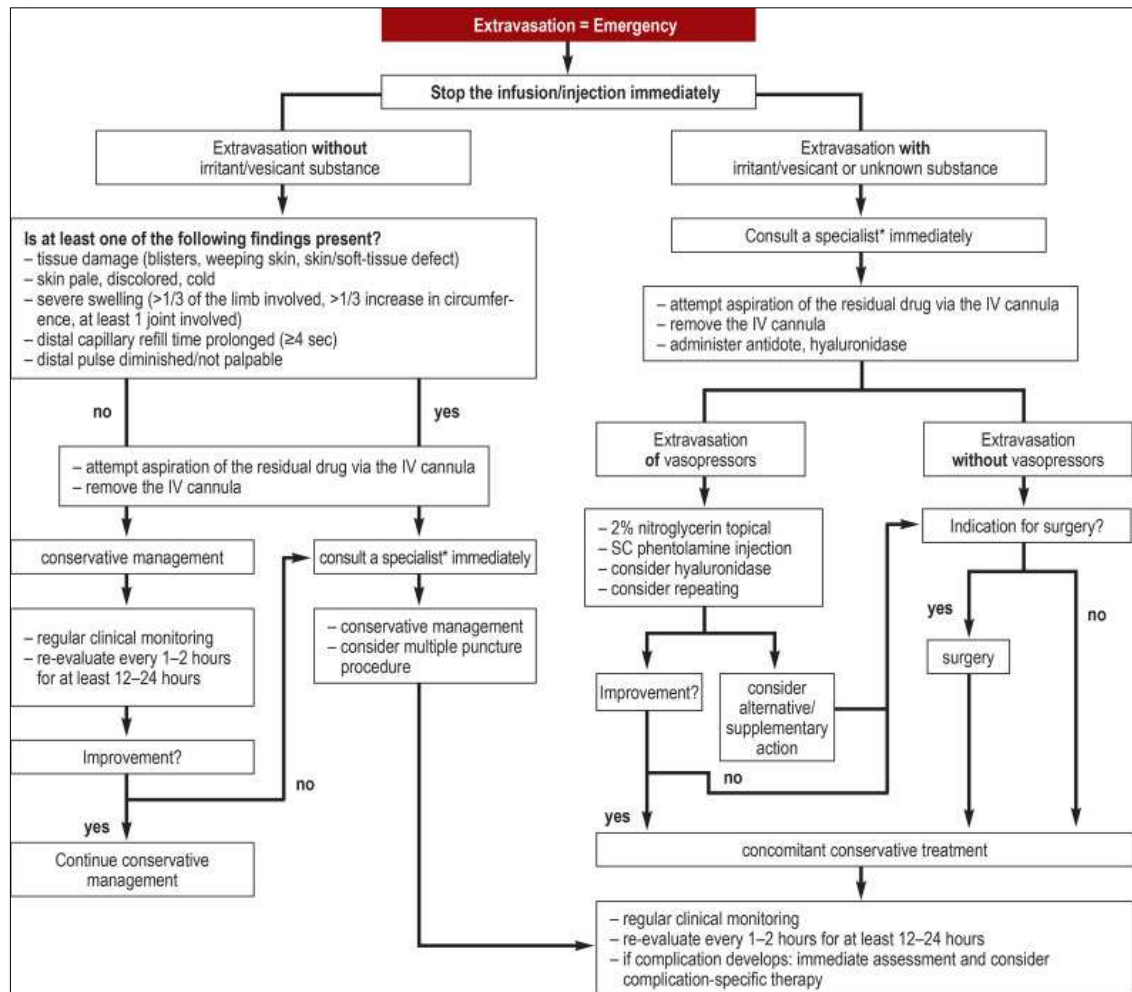 Extravasation = Emergency
Stop the infusion/injection immediately
Extravasation without
irritant/vesicant substance
Is at least one of the following findings present?
– tissue damage (blisters, weeping skin, skin/soft-tissue defect)
– skin pale, discolored, cold
– severe swelling (>1/3 of the limb involved, >1/3 increase in circumfer-
ence, at least 1 joint involved)
– distal capillary refill time prolonged (≥4 sec)
– distal pulse diminished/not palpable
no
yes
– attempt aspiration of the residual drug via the IV cannula
– remove the IV cannula
conservative management
– regular clinical monitoring
– re-evaluate every 1–2 hours
for at least 12–24 hours
Improvement?
no
yes
Continue conservative
management
consult a specialist* immediately
– conservative management
– consider multiple puncture
procedure
Extravasation with
irritant/vesicant or unknown substance
Consult a specialist* immediately
– attempt aspiration of the residual drug via the IV cannula
– remove the IV cannula
– administer antidote, hyaluronidase
Extravasation
of vasopressors
– 2% nitroglycerin topical
– SC phentolamine injection
– consider hyaluronidase
– consider repeating
Improvement?
consider
alternative/
supplementary
action
no
yes
Extravasation
without vasopressors
Indication for surgery?
yes
no
surgery
concomitant conservative treatment
– regular clinical monitoring
– re-evaluate every 1–2 hours for at least 12–24 hours
– if complication develops: immediate assessment and consider
complication-specific therapy